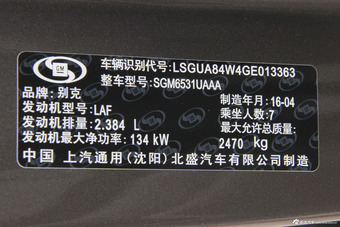 车辆识别代号: LSGUA84W4GE013363
整车型号: SGM6531UAAA
GM
品牌: 别克
制造年月: 16-04
发动机型号: LAF
乘坐人数: 7
发动机排量: 2.384 L
最大允许总质量:
发动机最大净功率: 134 kW
2470 kg
中国 上汽通用(沈阳)北盛汽车有限公司制造